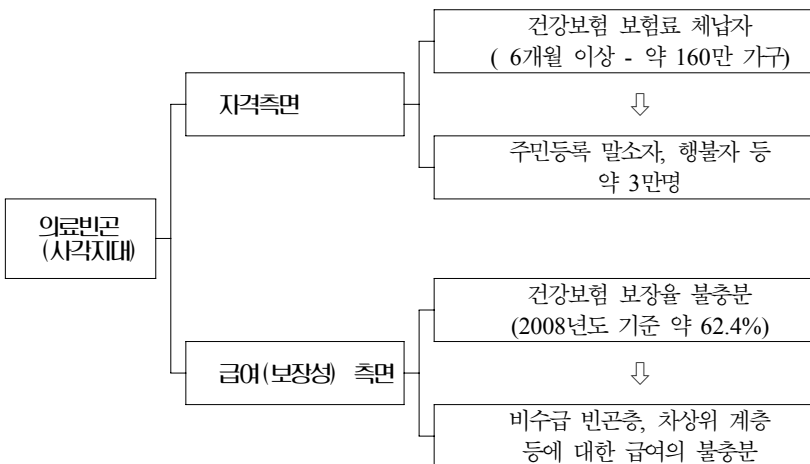 건강보험 보험료 체납자
( 6개월 이상 - 약 160만 가구)
자격측면
⇩
주민등록 말소자, 행불자 등
약 3만명
의료빈곤
(사각지대)
건강보험 보장율 불충분
(2008년도 기준 약 62.4%)
급여(보장성) 측면
⇩
비수급 빈곤층, 차상위 계층
등에 대한 급여의 불충분